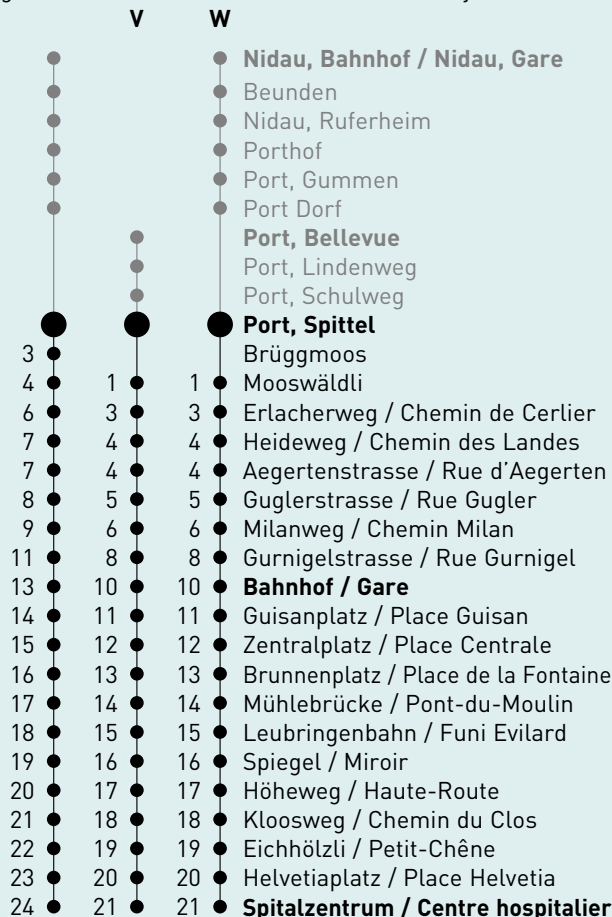 V W
Nidau, Bahnhof / Nidau, Gare
Beunden
Nidau, Ruferheim
Porthof
Port, Gummen
Port Dorf
Port, Bellevue
Port, Lindenweg
Port, Schulweg
Port, Spittel
3 Brüggmoos
4 1 1 Mooswäldli
6 3 3 Erlacherweg / Chemin de Cerlier
7 4 4 Heideweg / Chemin des Landes
7 4 4 Aegertenstrasse / Rue d’Aegerten
8 5 5 Guglerstrasse / Rue Gugler
9 6 6 Milanweg / Chemin Milan
11 8 8 Gurnigelstrasse / Rue Gurnigel
13 10 10 Bahnhof / Gare
14 11 11 Guisanplatz / Place Guisan
15 12 12 Zentralplatz / Place Centrale
16 13 13 Brunnenplatz / Place de la Fontaine
17 14 14 Mühlebrücke / Pont-du-Moulin
18 15 15 Leubringenbahn / Funi Evilard
19 16 16 Spiegel / Miroir
20 17 17 Höheweg / Haute-Route
21 18 18 Kloosweg / Chemin du Clos
22 19 19 Eichhölzli / Petit-Chêne
23 20 20 Helvetiaplatz / Place Helvetia
24 21 21 Spitalzentrum / Centre hospitalier